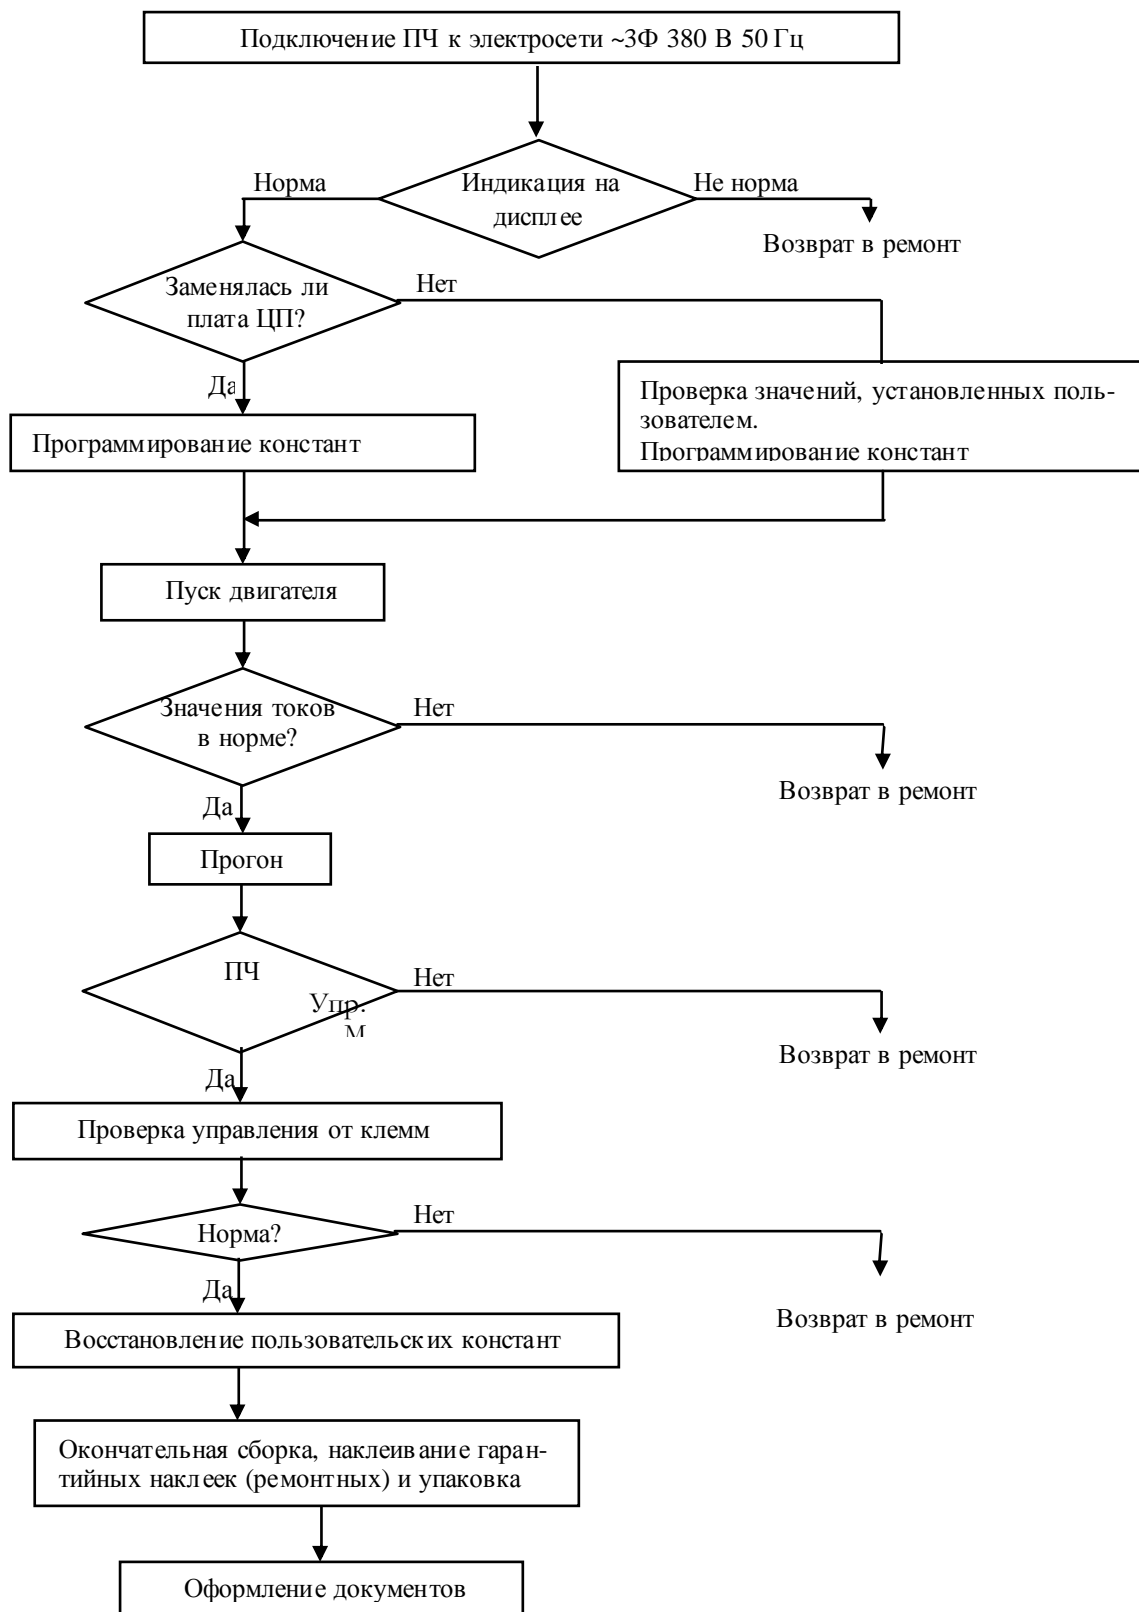 Подключение ПЧ к электросети ~3Ф 380 В 50 Гц
Норма
Индикация на
дисплее
Не норма
Возврат в ремонт
Заменялась ли
плата ЦП?
Нет
Да
Проверка значений, установленных поль-
зователем.
Программирование констант
Программирование констант
Пуск двигателя
Значения токов
в норме?
Нет
Возврат в ремонт
Да
Прогон
ПЧ
Нет
Упр.
М
Возврат в ремонт
Да
Проверка управления от клемм
Норма?
Нет
Да
Возврат в ремонт
Восстановление пользовательских констант
Окончательная сборка, наклеивание гаран-
тийных наклеек (ремонтных) и упаковка
Оформление документов